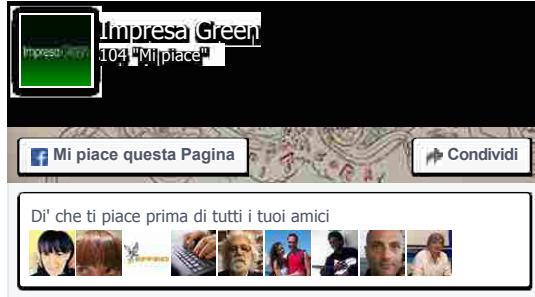 Impresa Green
104 "Mi piace"
Impresa
Mi piace questa Pagina
Condividi
Di' che ti piace prima di tutti i tuoi amici